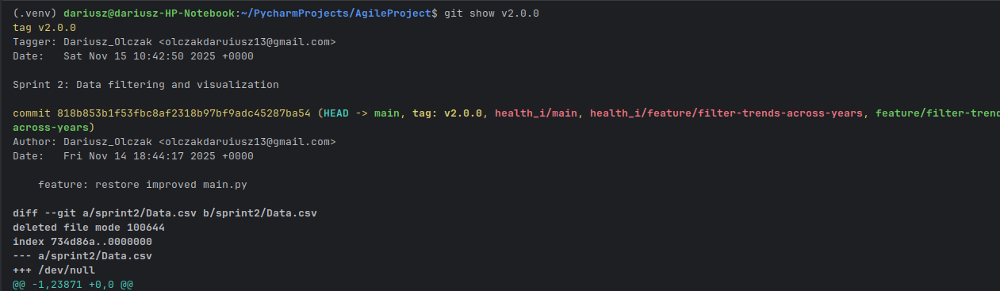 (.venv) dariusz@dariusz-HP-Notebook:~/PycharmProjects/AgileProject$ git show v2.0.0
tag v2.0.0
Tagger: Dariusz_Olczak <olczakdaruiusz13@gmail.com>
Date:   Sat Nov 15 10:42:50 2025 +0000
Sprint 2: Data filtering and visualization
commit 818b853b1f53fbc8af2318b97bf9adc45287ba54 (HEAD -> main, tag: v2.0.0, health_i/main, health_i/feature/filter-trends-across-years, feature/filter-trend
across-years)
Author: Dariusz_Olczak <olczakdaruiusz13@gmail.com>
Date:   Fri Nov 14 18:44:17 2025 +0000
    feature: restore improved main.py
diff --git a/sprint2/Data.csv b/sprint2/Data.csv
deleted file mode 100644
index 734d86a..0000000
--- a/sprint2/Data.csv
+++ /dev/null
@@ -1,23871 +0,0 @@